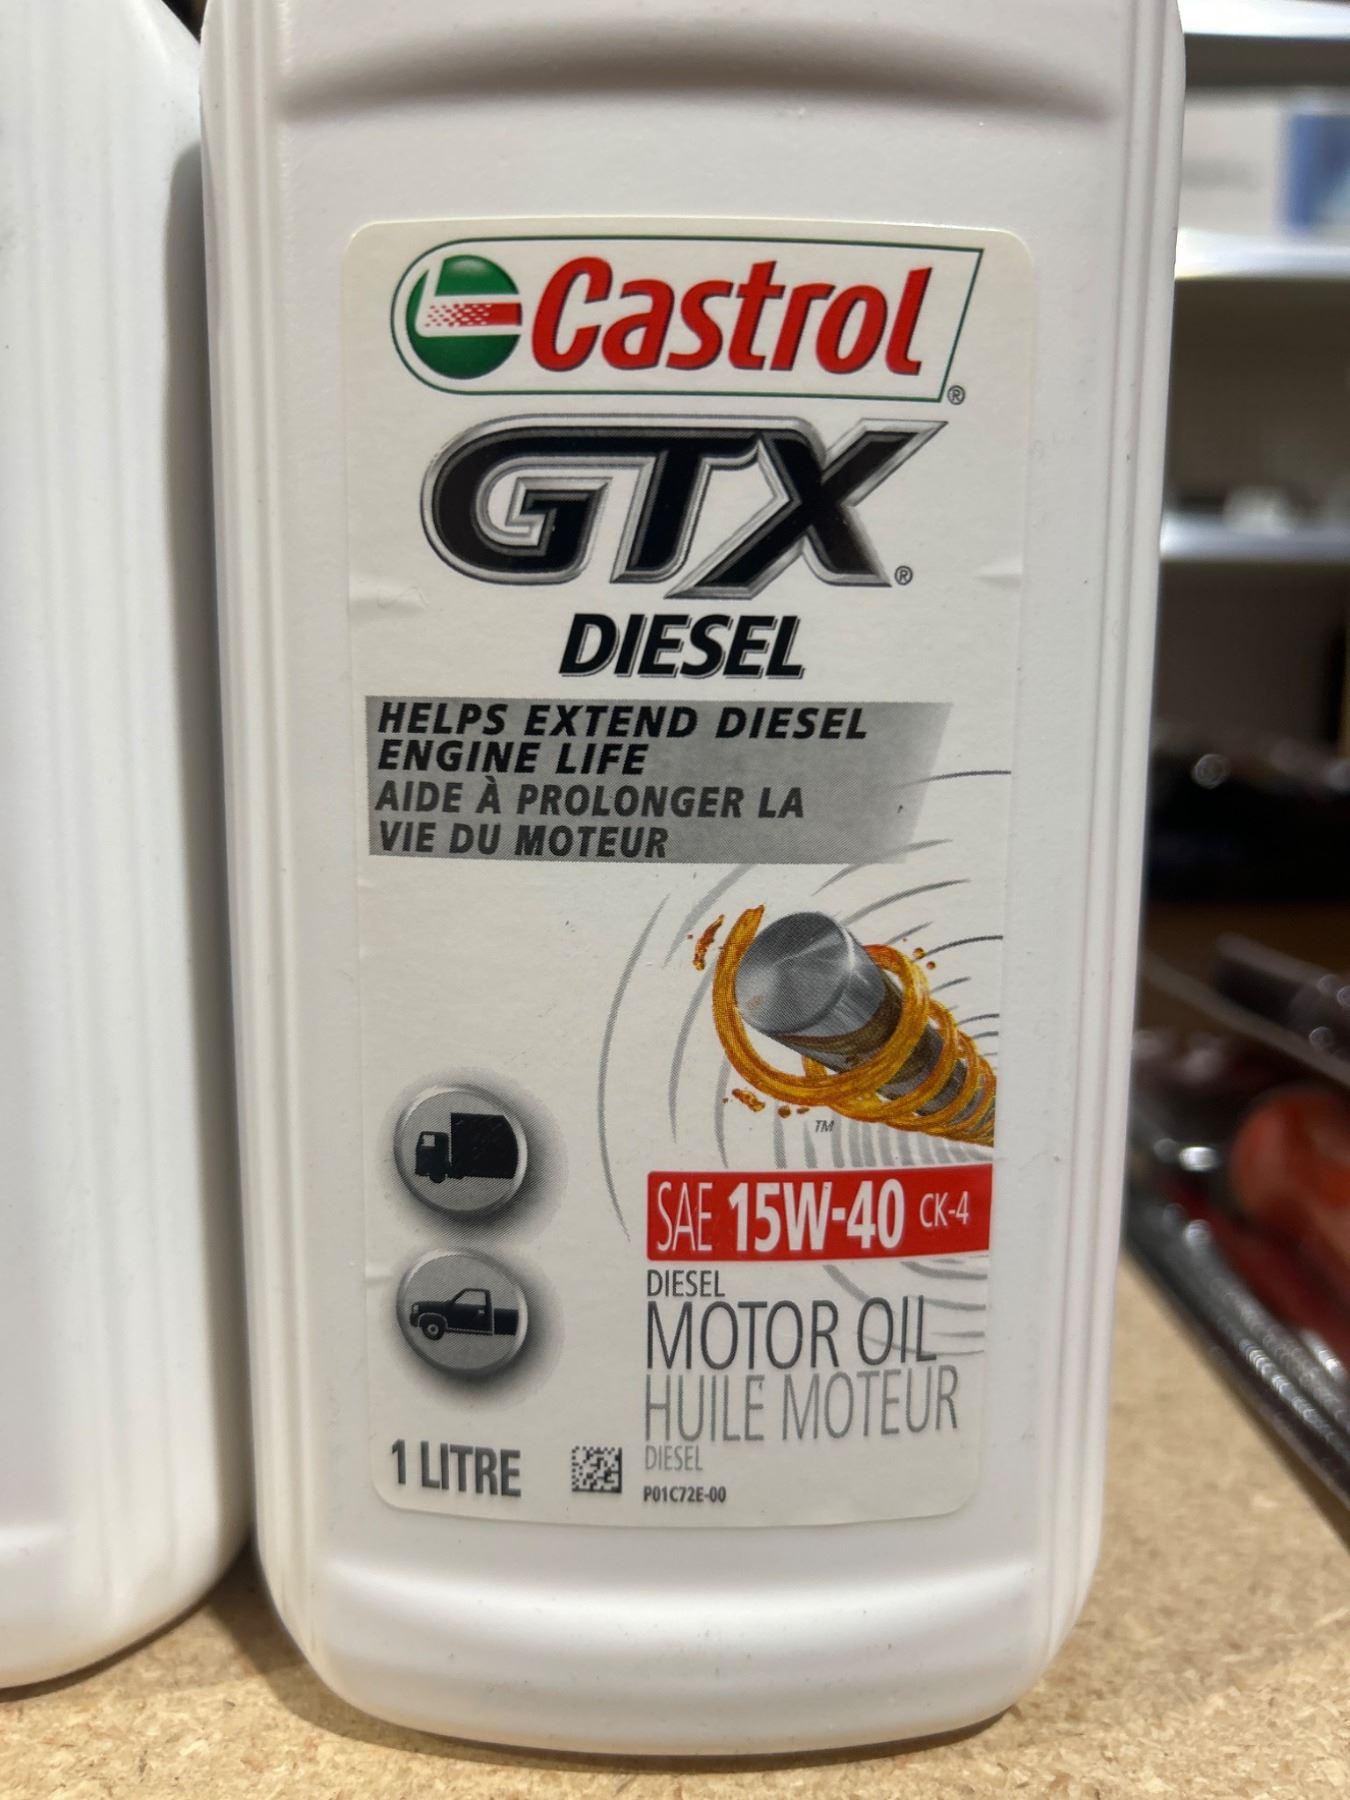 Castrol®
GTX®
DIESEL
HELPS EXTEND DIESEL
ENGINE LIFE
AIDE À PROLONGER LA
VIE DU MOTEUR
TM
SAE 15W-40 CK-4
DIESEL
MOTOR OIL
HUILE MOTEUR
DIESEL
1 LITRE
P01C72E-00